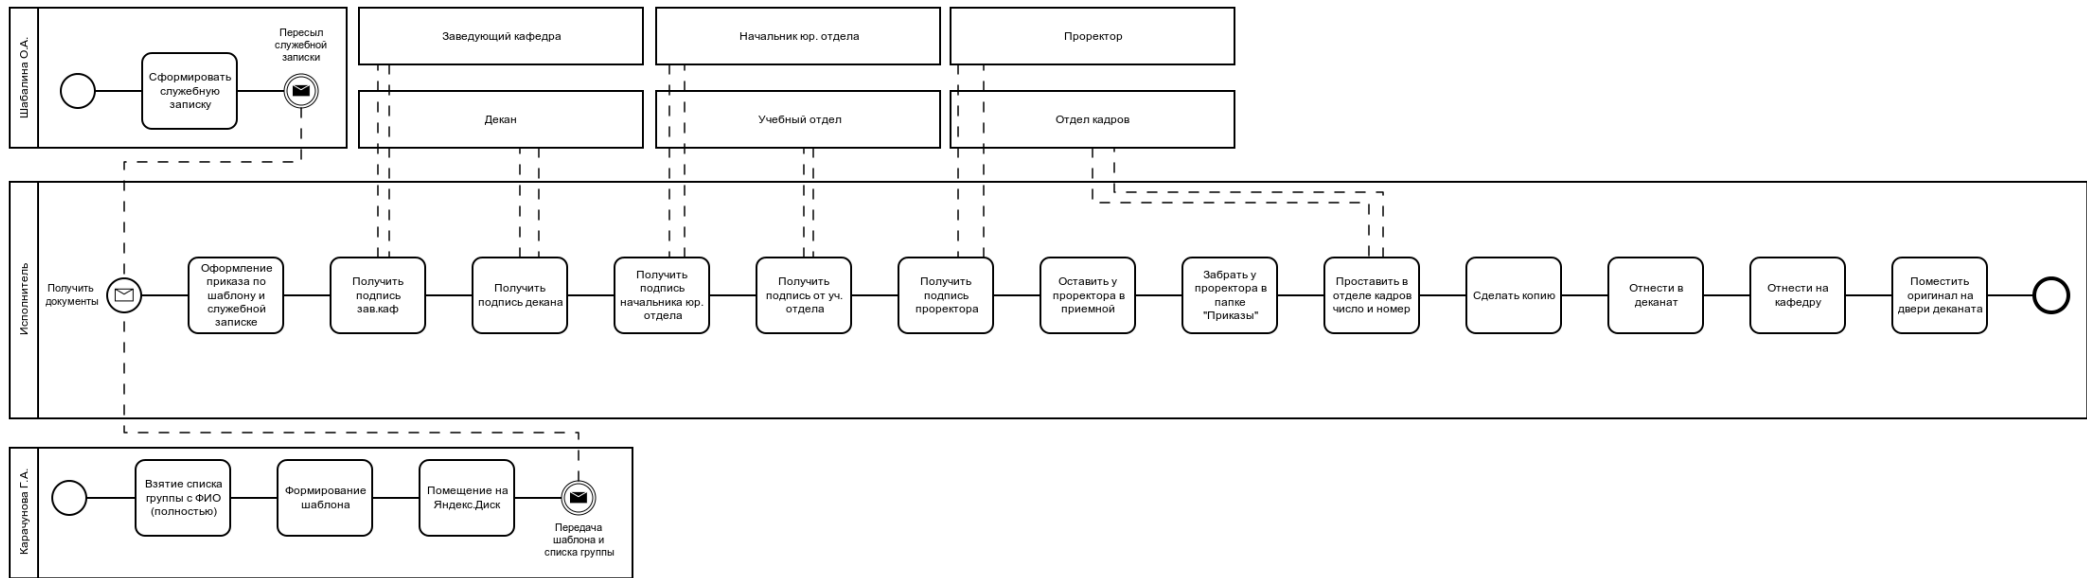 Шабалина О.А.
Сформировать
служебную
записку
Пересыл
служебной
записки
Заведующий кафедра
Начальник юр. отдела
Проректор
Декан
Учебный отдел
Отдел кадров
Исполнитель
Получить
документы
Оформление
приказа по
шаблону и
служебной
записке
Получить
подпись
зав.каф
Получить
подпись декана
Получить
подпись
начальника юр.
отдела
Получить
подпись от уч.
отдела
Получить
подпись
проректора
Оставить у
проректора в
приемной
Забрать у
проректора в
папке
"Приказы"
Проставить в
отделе кадров
число и номер
Сделать копию
Отнести в
деканат
Отнести на
кафедру
Поместить
оригинал на
двери деканата
Карачунова Г.А.
Взятие списка
группы с ФИО
(полностью)
Формирование
шаблона
Помещение на
Яндекс.Диск
Передача
шаблона и
списка группы